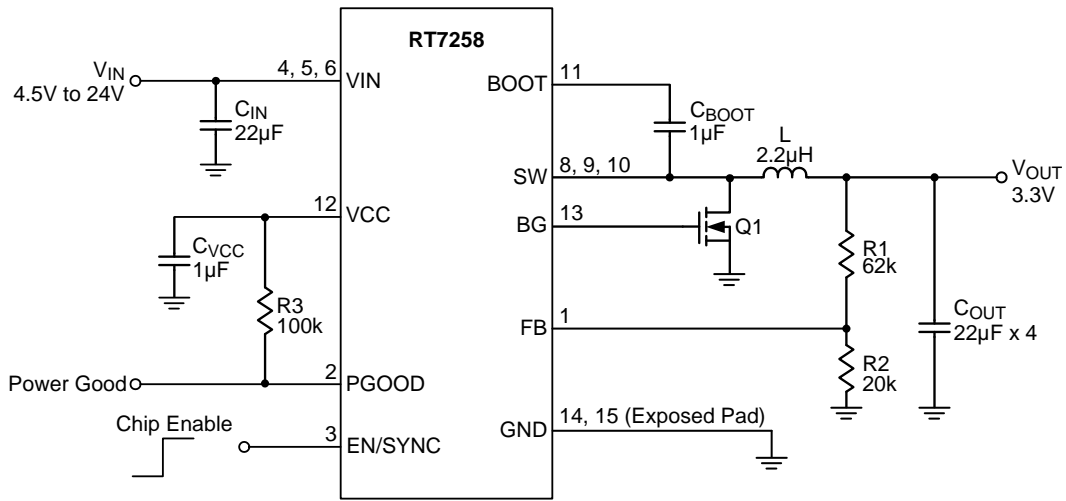 RT7258
VIN
4.5V to 24V
4, 5, 6
VIN
CIN
22µF
BOOT
11
CBOOT
1µF
L
2.2µH
SW
8, 9, 10
VOUT
3.3V
12
VCC
BG
13
Q1
CVCC
1µF
R1
62k
R3
100k
FB
1
COUT
22µF x 4
R2
20k
Power Good
2
PGOOD
Chip Enable
3
EN/SYNC
GND
14, 15 (Exposed Pad)